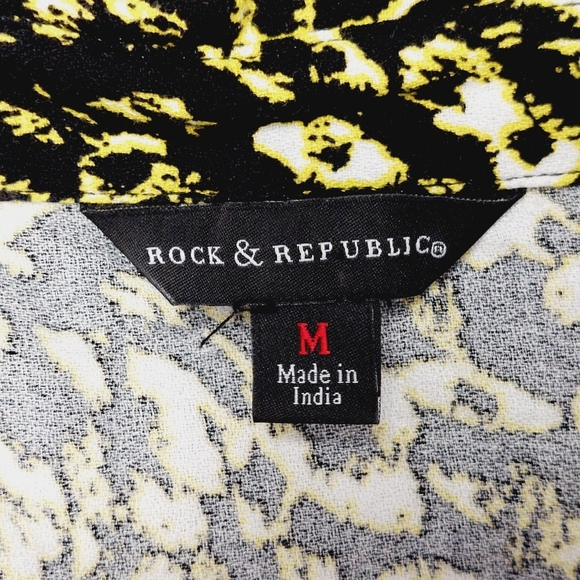 ROCK & REPUBLIC®
M
Made in
India